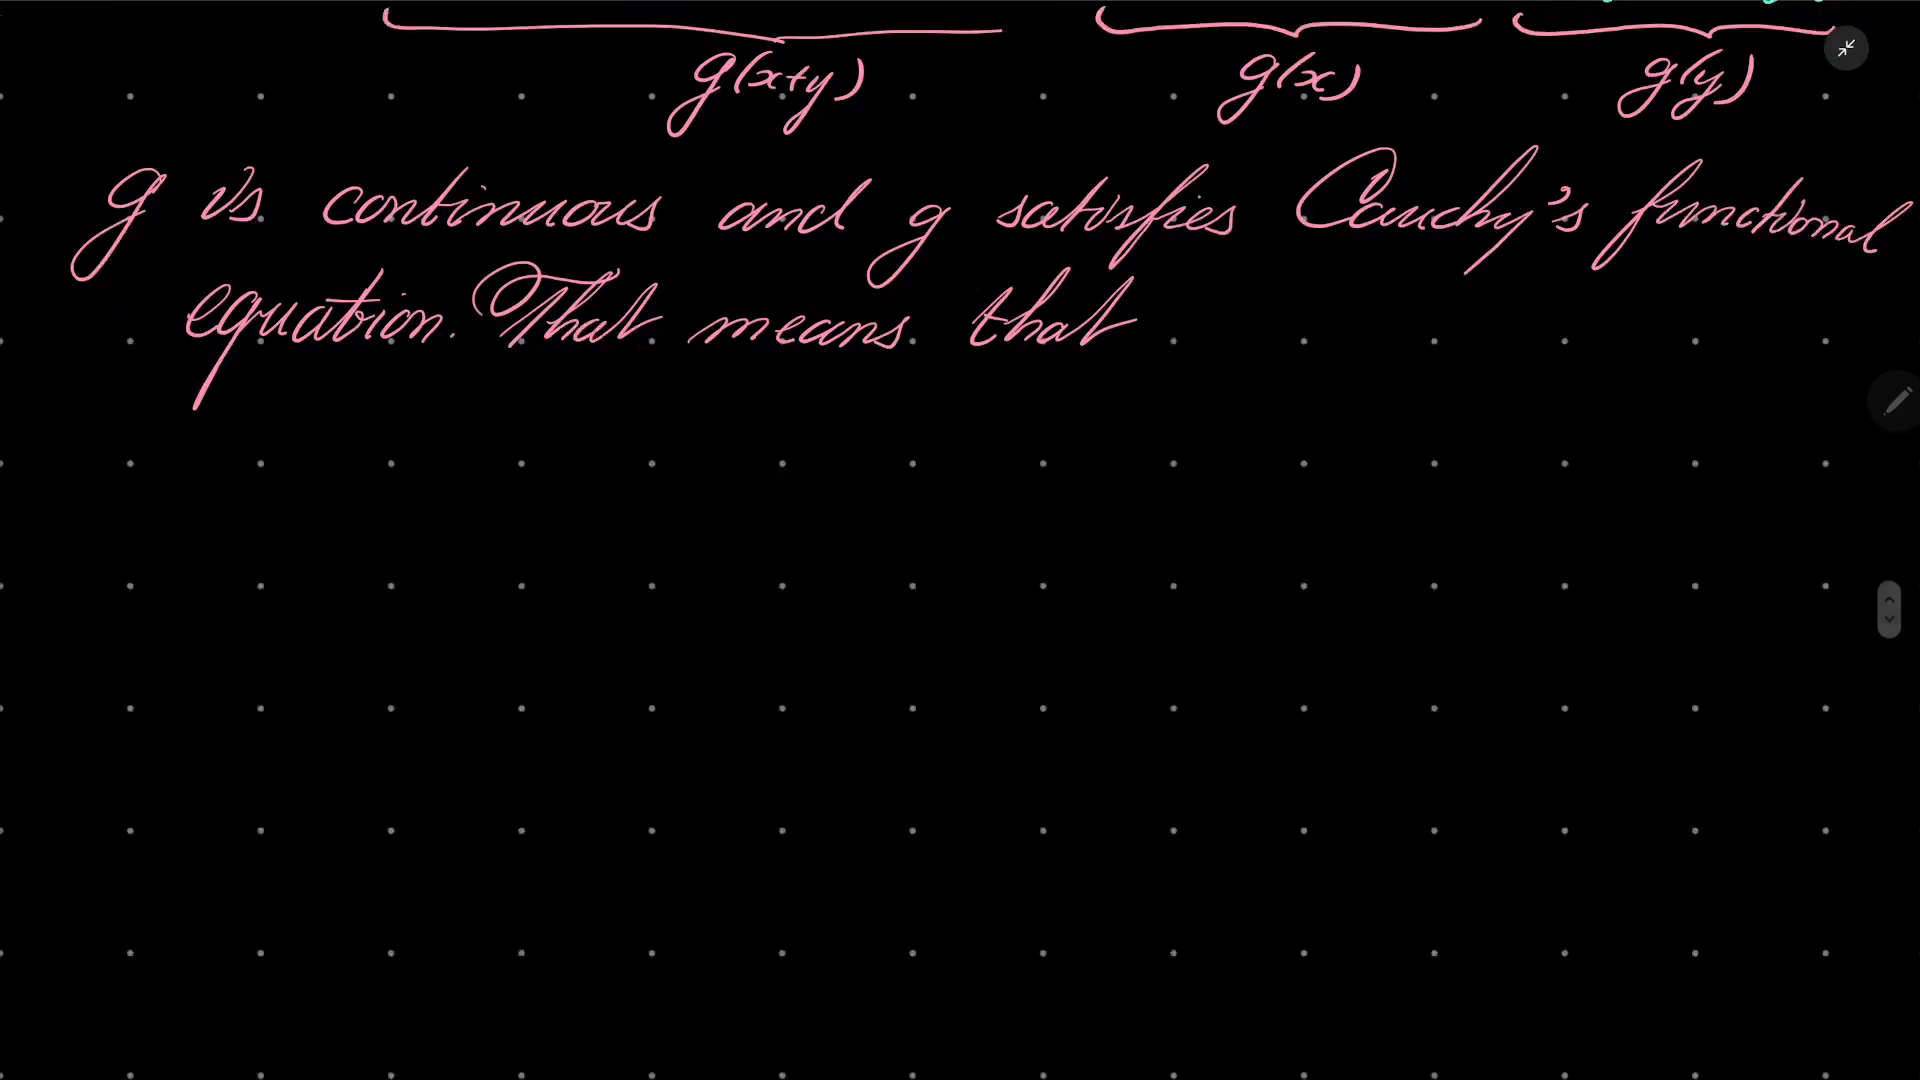 g(x+y) g(x) g(y)
g is continuous and g satisfies Cauchy's functional
equation. That means that